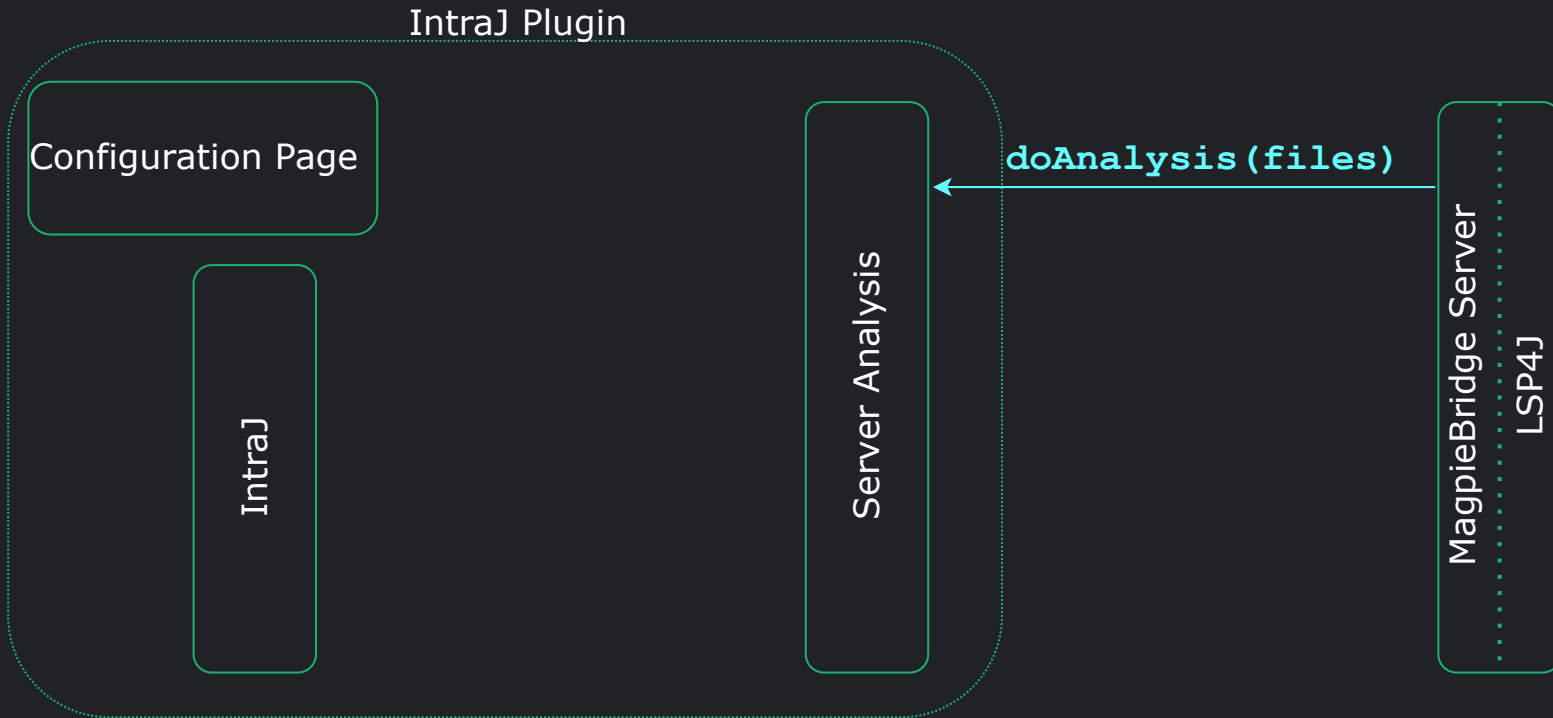 IntraJ Plugin
Configuration Page
doAnalysis(files)
IntraJ
Server Analysis
MagpieBridge Server
LSP4J